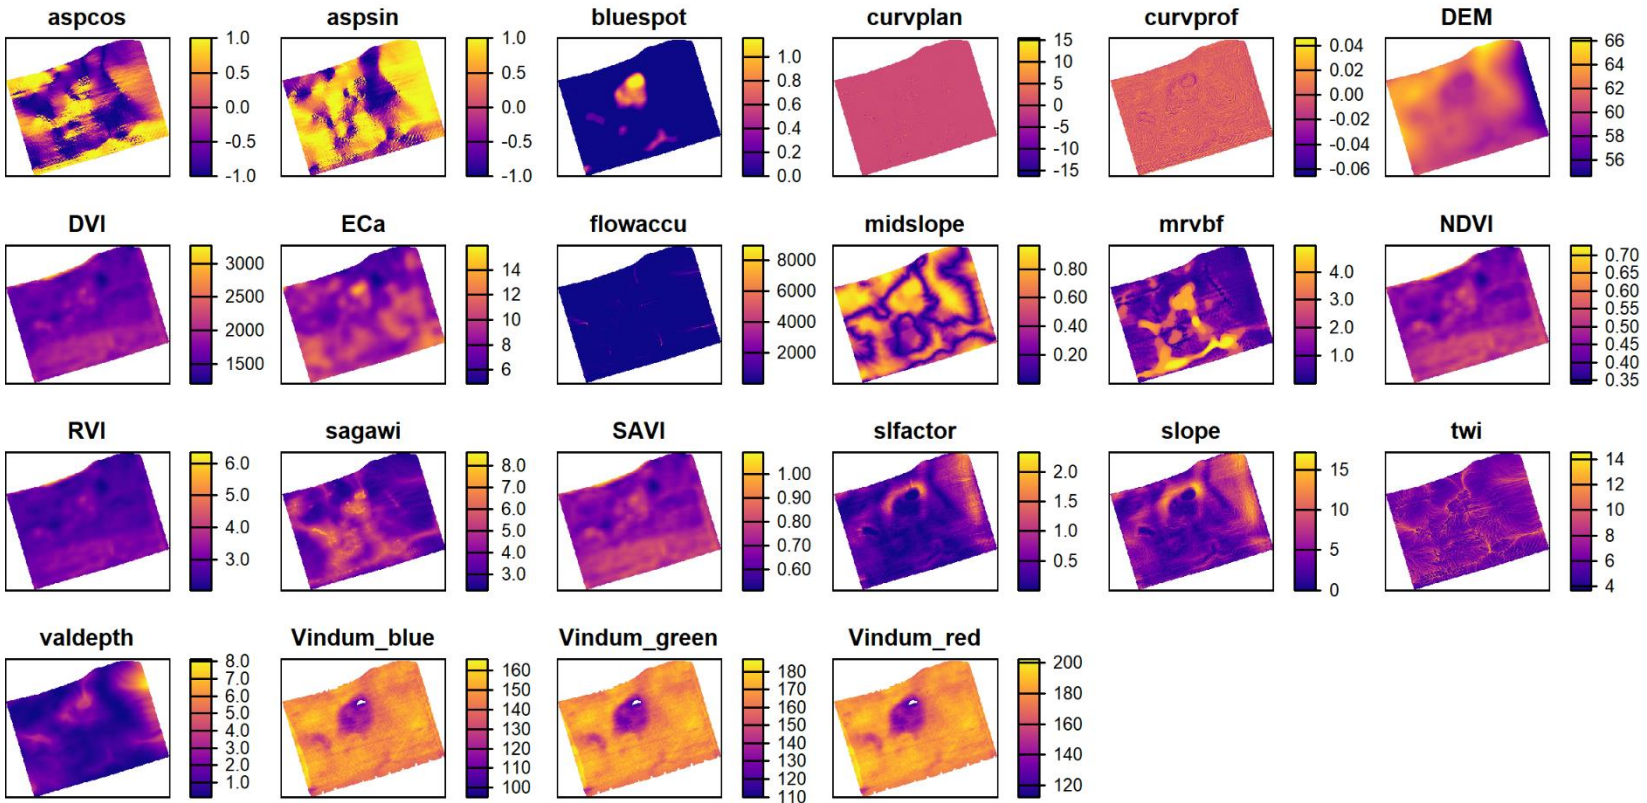 aspcos aspsin bluespot curvplan curvprof DEM
1.0 1.0 1.0 15 0.04 66
0.5 0.5 0.8 10 0.02 64
0.0 0.0 0.6 5 0.00 62
-0.5 -0.5 0.4 0 -0.02 60
-1.0 -1.0 0.2 -5 -0.04 58
0.0 -10 -0.06 56
-15
DVI ECa flowaccu midslope mrvbf NDVI
3000 14 8000 0.80 4.0 0.70
2500 12 6000 0.60 3.0 0.65
2000 10 4000 0.40 2.0 0.60
1500 8 2000 0.20 1.0 0.55
6 0.50
0.45
0.40
0.35
RVI sagawi SAVI slfactor slope twi
6.0 8.0 1.00 2.0 15 14
5.0 7.0 0.90 1.5 10 12
4.0 6.0 0.80 1.0 5 10
3.0 5.0 0.70 0.5 0 8
4.0 0.60 6
3.0 4
valdepth Vindum_blue Vindum_green Vindum_red
8.0 160 180 200
7.0 150 170 180
6.0 140 160 160
5.0 130 150 140
4.0 120 140 120
3.0 110 130
2.0 100 120
1.0 110